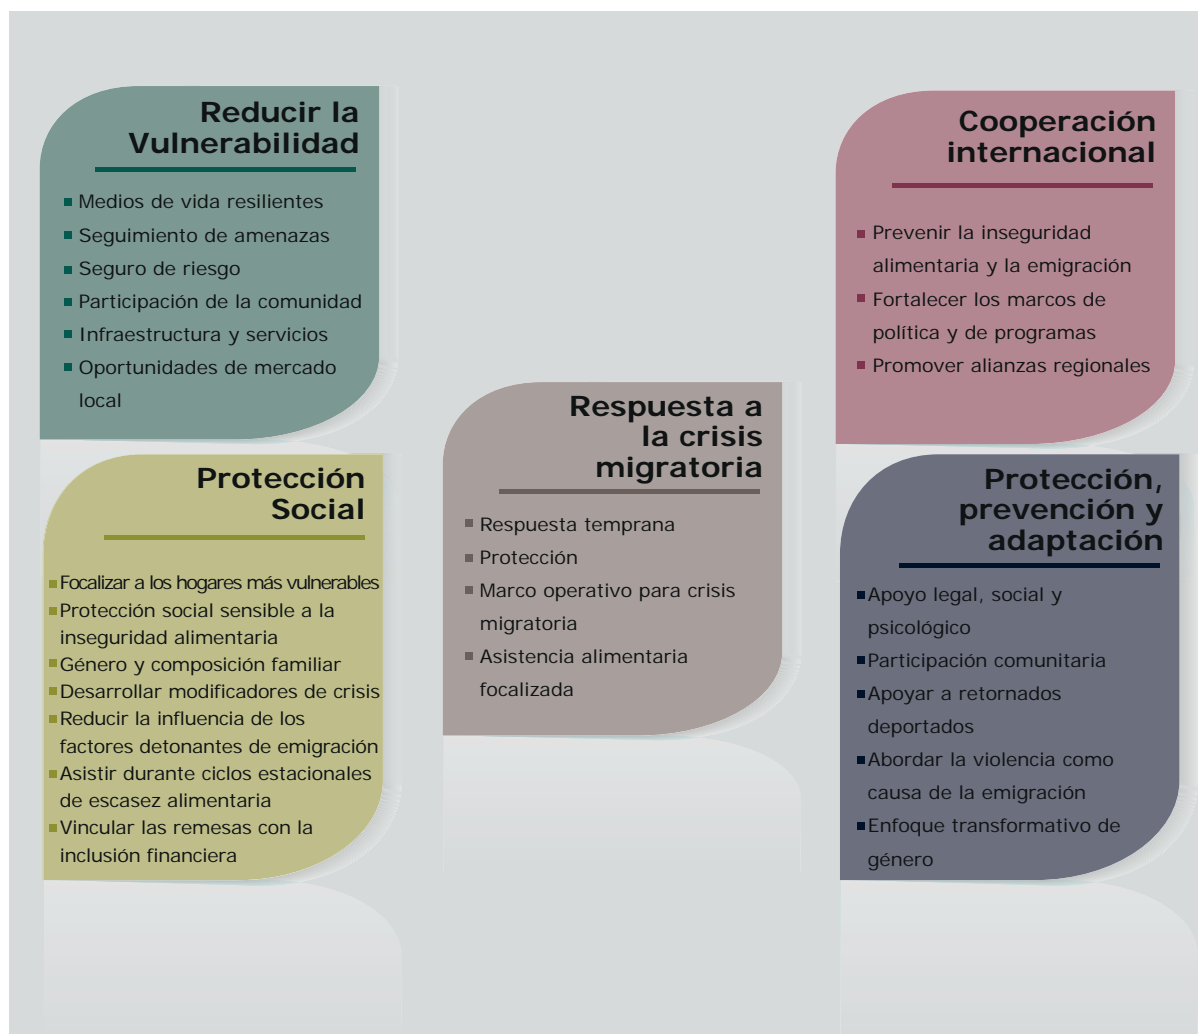 Reducir la
Vulnerabilidad
Medios de vida resilientes
Seguimiento de amenazas
Seguro de riesgo
Participación de la comunidad
Infraestructura y servicios
Oportunidades de mercado
local
Protección
Social
Focalizar a los hogares más vulnerables
Protección social sensible a la
inseguridad alimentaria
Género y composición familiar
Desarrollar modificadores de crisis
Reducir la influencia de los
factores detonantes de emigración
Asistir durante ciclos estacionales
de escasez alimentaria
Vincular las remesas con la
inclusión financiera
Respuesta a
la crisis
migratoria
Respuesta temprana
Protección
Marco operativo para crisis
migratoria
Asistencia alimentaria
focalizada
Cooperación
internacional
Prevenir la inseguridad
alimentaria y la emigración
Fortalecer los marcos de
política y de programas
Promover alianzas regionales
Protección,
prevención y
adaptación
Apoyo legal, social y
psicológico
Participación comunitaria
Apoyar a retornados
deportados
Abordar la violencia como
causa de la emigración
Enfoque transformativo de
género